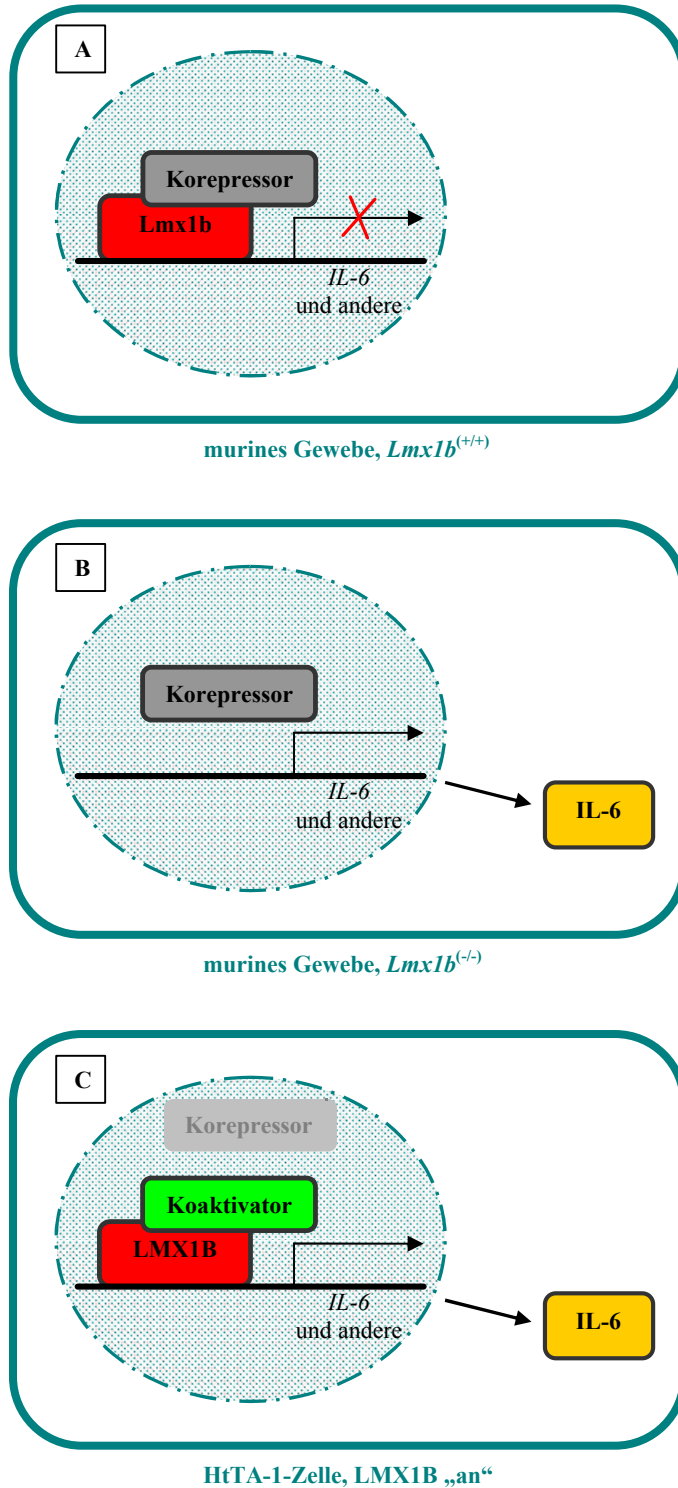 A
Korepressor
Lmx1b
IL-6
und andere
murines Gewebe, Lmx1b(+/+)
B
Korepressor
IL-6
und andere
IL-6
murines Gewebe, Lmx1b(-/-)
C
Korepressor
Koaktivator
LMX1B
IL-6
und andere
IL-6
HtTA-1-Zelle, LMX1B „an“